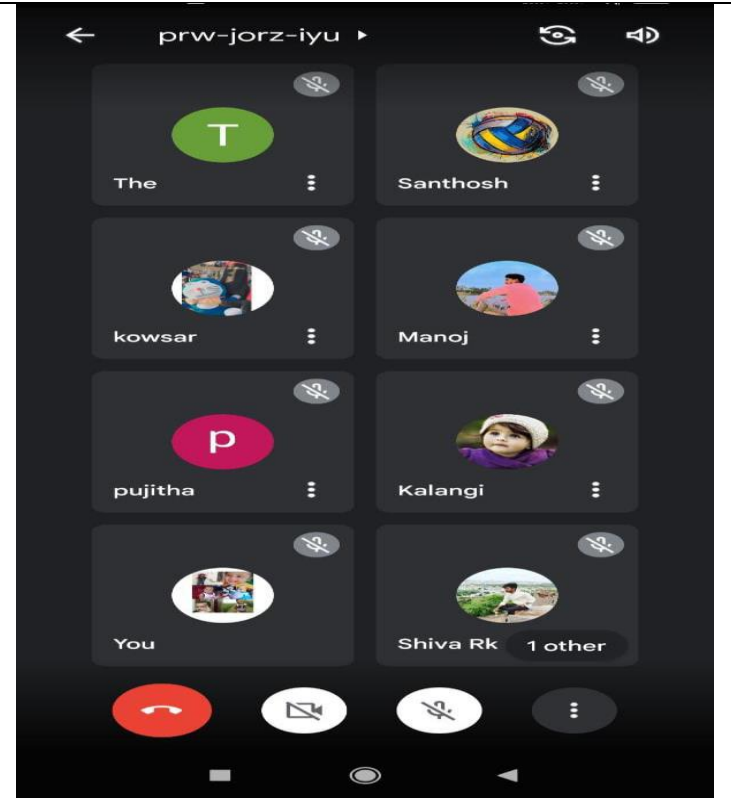 prw-jorz-iyu
T
The
Santhosh
kowsar
Manoj
p
pujitha
Kalangi
You
Shiva Rk
1 other